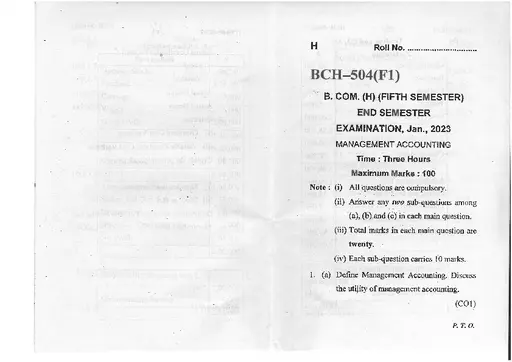 H Roll No. ..............................
BCH–504(F1)
B. COM. (H) (FIFTH SEMESTER)
END SEMESTER
EXAMINATION, Jan., 2023
MANAGEMENT ACCOUNTING
Time : Three Hours
Maximum Marks : 100
Note : (i) All questions are compulsory.
(ii) Answer any two sub-questions among
(a), (b) and (c) in each main question.
(iii) Total marks in each main question are
twenty.
(iv) Each sub-question carries 10 marks.
1. (a) Define Management Accounting. Discuss
the utility of management accounting.
(CO1)
P. T. O.